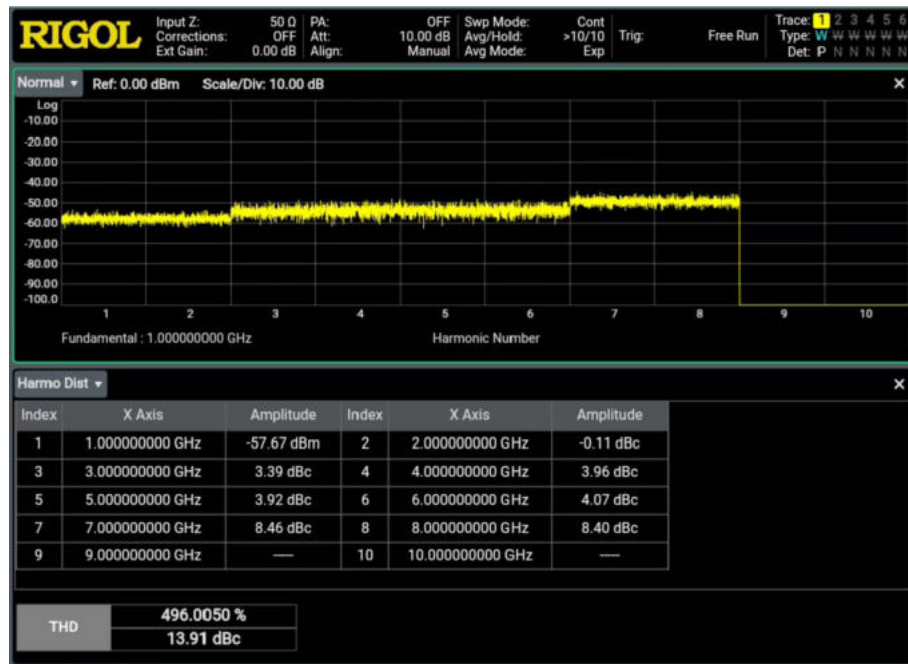 RIGOL
Input Z: 50 Ω PA: OFF Swp Mode: Cont Trace: 1 2 3 4 5 6
Corrections: OFF Att: 10.00 dB Avg/Hold: >10/10 Trig: Free Run Type: W W W W W W
Ext Gain: 0.00 dB Align: Manual Avg Mode: Exp Det: P N N N N N
Normal Ref: 0.00 dBm Scale/Div: 10.00 dB ×
Log
-10.00
-20.00
-30.00
-40.00
-50.00
-60.00
-70.00
-80.00
-90.00
-100.0
1 2 3 4 5 6 7 8 9 10
Fundamental : 1.000000000 GHz Harmonic Number
Harmo Dist ×
Index X Axis Amplitude Index X Axis Amplitude
1 1.000000000 GHz -57.67 dBm 2 2.000000000 GHz -0.11 dBc
3 3.000000000 GHz 3.39 dBc 4 4.000000000 GHz 3.96 dBc
5 5.000000000 GHz 3.92 dBc 6 6.000000000 GHz 4.07 dBc
7 7.000000000 GHz 8.46 dBc 8 8.000000000 GHz 8.40 dBc
9 9.000000000 GHz ---- 10 10.000000000 GHz ----
THD 496.0050 %
13.91 dBc